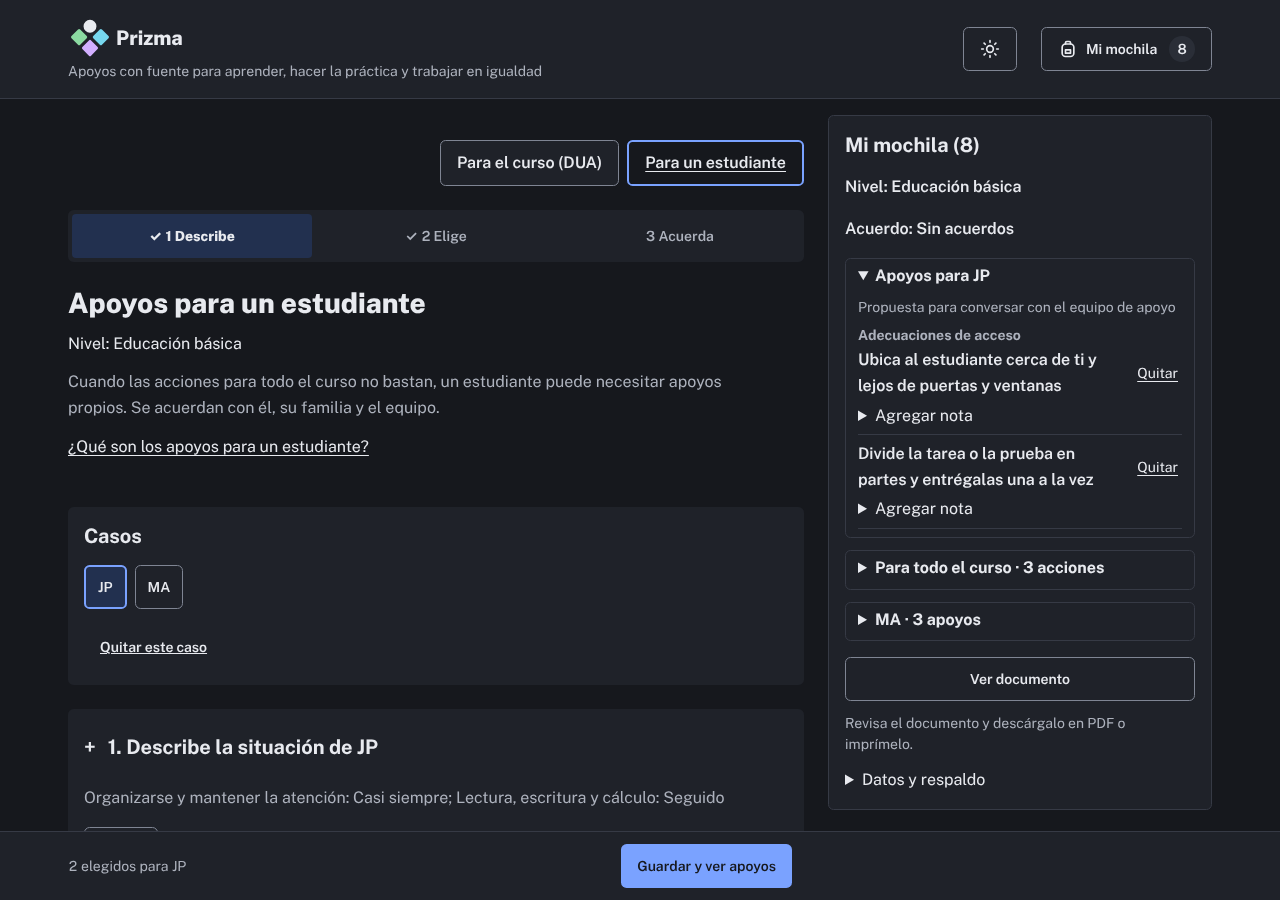 Prizma
Apoyos con fuente para aprender, hacer la práctica y trabajar en igualdad
Mi mochila 8
Para el curso (DUA)
Para un estudiante
✓ 1 Describe
✓ 2 Elige
3 Acuerda
Apoyos para un estudiante
Nivel: Educación básica
Cuando las acciones para todo el curso no bastan, un estudiante puede necesitar apoyos
propios. Se acuerdan con él, su familia y el equipo.
¿Qué son los apoyos para un estudiante?
Casos
JP
MA
Quitar este caso
+ 1. Describe la situación de JP
Organizarse y mantener la atención: Casi siempre; Lectura, escritura y cálculo: Seguido
Mi mochila (8)
Nivel: Educación básica
Acuerdo: Sin acuerdos
Apoyos para JP
Propuesta para conversar con el equipo de apoyo
Adecuaciones de acceso
Ubica al estudiante cerca de ti y
lejos de puertas y ventanas
Quitar
Agregar nota
Divide la tarea o la prueba en
partes y entrégalas una a la vez
Quitar
Agregar nota
Para todo el curso · 3 acciones
MA · 3 apoyos
Ver documento
Revisa el documento y descárgalo en PDF o
imprímelo.
Datos y respaldo
2 elegidos para JP
Guardar y ver apoyos